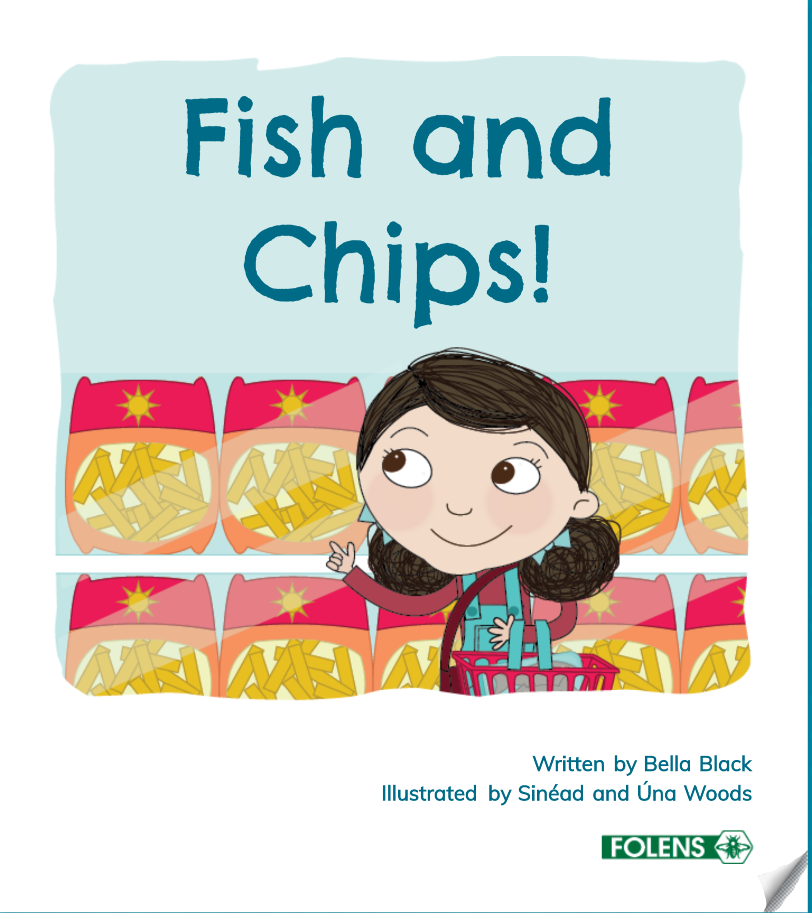 Fish and
Chips!
Written by Bella Black
Illustrated by Sinéad and Úna Woods
FOLENS